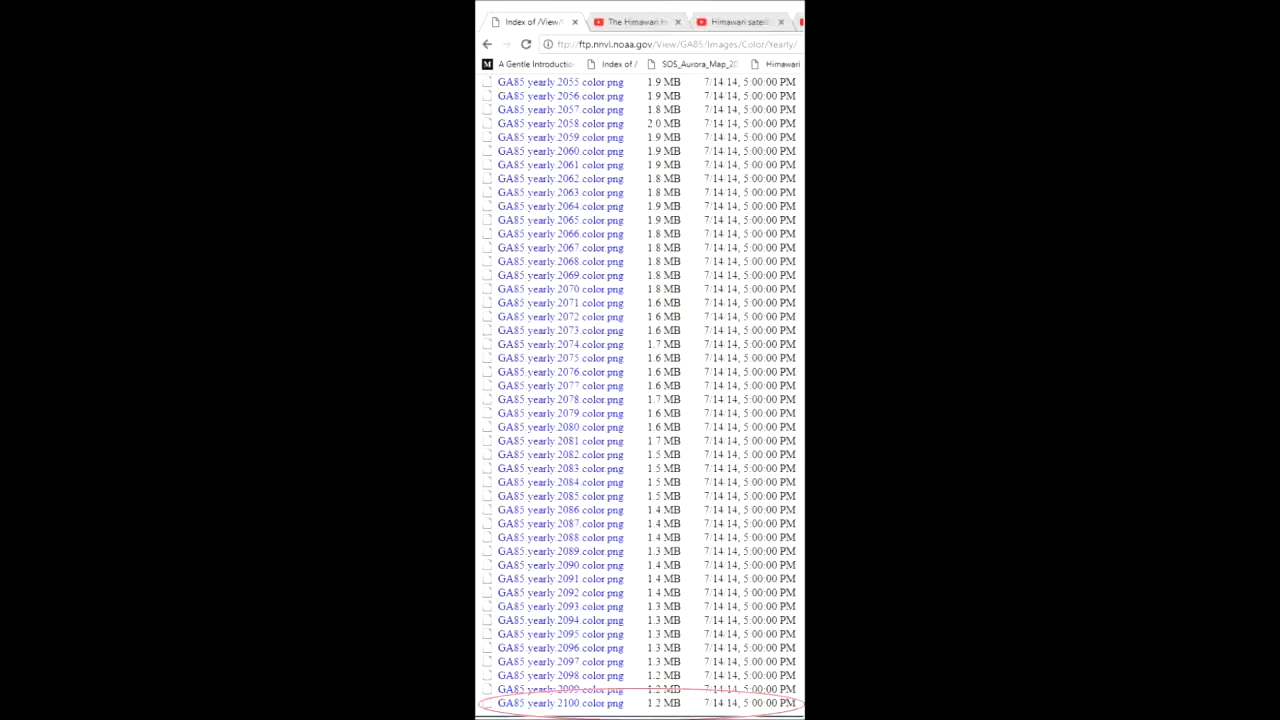 Index of /View/
The Himawari
Himawari satel
ftp://ftp.nnvl.noaa.gov/View/GA85/Images/Color/Yearly/
M A Gentle Introductio
Index of /
SOS_Aurora_Map_20
Himawari
GA85 yearly.2055.color.png 1.9 MB 7/14/14, 5:00:00 PM
GA85 yearly.2056.color.png 1.9 MB 7/14/14, 5:00:00 PM
GA85 yearly.2057.color.png 1.8 MB 7/14/14, 5:00:00 PM
GA85 yearly.2058.color.png 2.0 MB 7/14/14, 5:00:00 PM
GA85 yearly.2059.color.png 1.9 MB 7/14/14, 5:00:00 PM
GA85 yearly.2060.color.png 1.9 MB 7/14/14, 5:00:00 PM
GA85 yearly.2061.color.png 1.9 MB 7/14/14, 5:00:00 PM
GA85 yearly.2062.color.png 1.8 MB 7/14/14, 5:00:00 PM
GA85 yearly.2063.color.png 1.8 MB 7/14/14, 5:00:00 PM
GA85 yearly.2064.color.png 1.9 MB 7/14/14, 5:00:00 PM
GA85 yearly.2065.color.png 1.9 MB 7/14/14, 5:00:00 PM
GA85 yearly.2066.color.png 1.8 MB 7/14/14, 5:00:00 PM
GA85 yearly.2067.color.png 1.8 MB 7/14/14, 5:00:00 PM
GA85 yearly.2068.color.png 1.8 MB 7/14/14, 5:00:00 PM
GA85 yearly.2069.color.png 1.8 MB 7/14/14, 5:00:00 PM
GA85 yearly.2070.color.png 1.8 MB 7/14/14, 5:00:00 PM
GA85 yearly.2071.color.png 1.6 MB 7/14/14, 5:00:00 PM
GA85 yearly.2072.color.png 1.6 MB 7/14/14, 5:00:00 PM
GA85 yearly.2073.color.png 1.6 MB 7/14/14, 5:00:00 PM
GA85 yearly.2074.color.png 1.7 MB 7/14/14, 5:00:00 PM
GA85 yearly.2075.color.png 1.6 MB 7/14/14, 5:00:00 PM
GA85 yearly.2076.color.png 1.6 MB 7/14/14, 5:00:00 PM
GA85 yearly.2077.color.png 1.6 MB 7/14/14, 5:00:00 PM
GA85 yearly.2078.color.png 1.7 MB 7/14/14, 5:00:00 PM
GA85 yearly.2079.color.png 1.6 MB 7/14/14, 5:00:00 PM
GA85 yearly.2080.color.png 1.6 MB 7/14/14, 5:00:00 PM
GA85 yearly.2081.color.png 1.7 MB 7/14/14, 5:00:00 PM
GA85 yearly.2082.color.png 1.5 MB 7/14/14, 5:00:00 PM
GA85 yearly.2083.color.png 1.5 MB 7/14/14, 5:00:00 PM
GA85 yearly.2084.color.png 1.5 MB 7/14/14, 5:00:00 PM
GA85 yearly.2085.color.png 1.5 MB 7/14/14, 5:00:00 PM
GA85 yearly.2086.color.png 1.4 MB 7/14/14, 5:00:00 PM
GA85 yearly.2087.color.png 1.4 MB 7/14/14, 5:00:00 PM
GA85 yearly.2088.color.png 1.4 MB 7/14/14, 5:00:00 PM
GA85 yearly.2089.color.png 1.3 MB 7/14/14, 5:00:00 PM
GA85 yearly.2090.color.png 1.4 MB 7/14/14, 5:00:00 PM
GA85 yearly.2091.color.png 1.4 MB 7/14/14, 5:00:00 PM
GA85 yearly.2092.color.png 1.4 MB 7/14/14, 5:00:00 PM
GA85 yearly.2093.color.png 1.3 MB 7/14/14, 5:00:00 PM
GA85 yearly.2094.color.png 1.3 MB 7/14/14, 5:00:00 PM
GA85 yearly.2095.color.png 1.3 MB 7/14/14, 5:00:00 PM
GA85 yearly.2096.color.png 1.3 MB 7/14/14, 5:00:00 PM
GA85 yearly.2097.color.png 1.3 MB 7/14/14, 5:00:00 PM
GA85 yearly.2098.color.png 1.2 MB 7/14/14, 5:00:00 PM
GA85 yearly.2099.color.png 1.2 MB 7/14/14, 5:00:00 PM
GA85 yearly.2100.color.png 1.2 MB 7/14/14, 5:00:00 PM